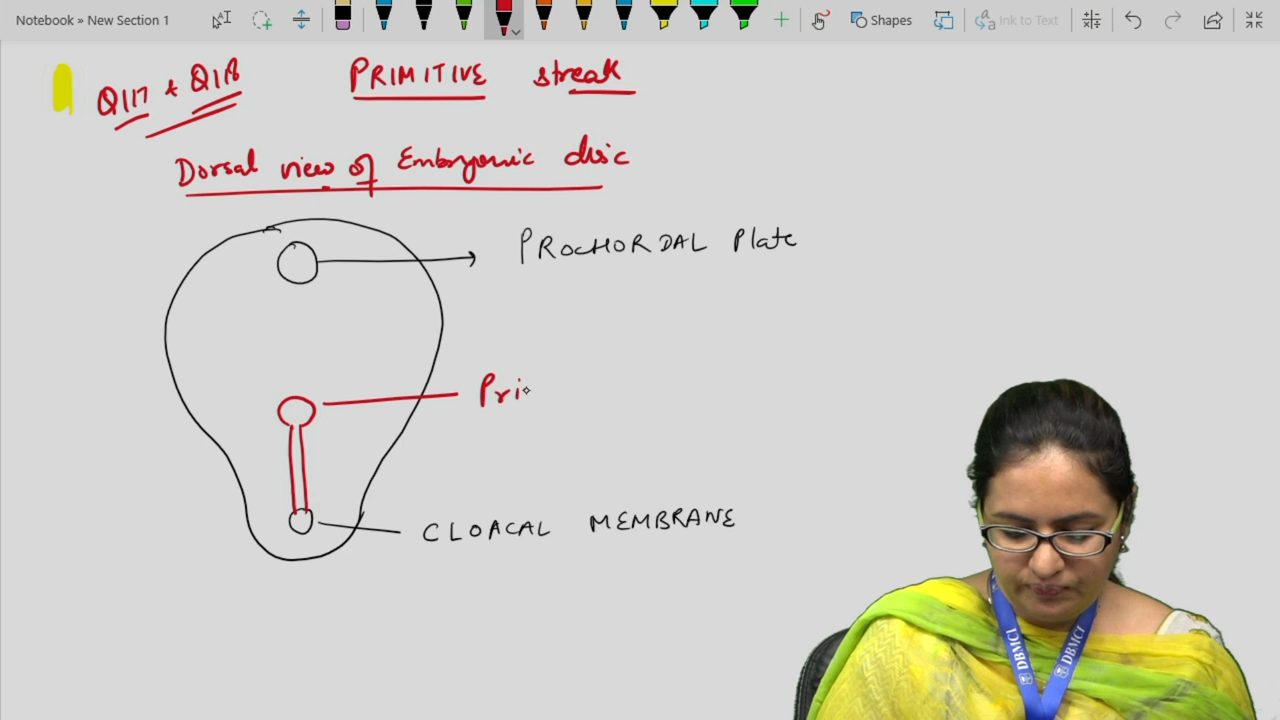 Notebook » New Section 1
Shapes
Ink to Text
Q117 & Q118
PRIMITIVE streak
Dorsal view of Embryonic disc
PROCHORDAL Plate
Pri
CLOACAL MEMBRANE
DBMCI
DBMCI